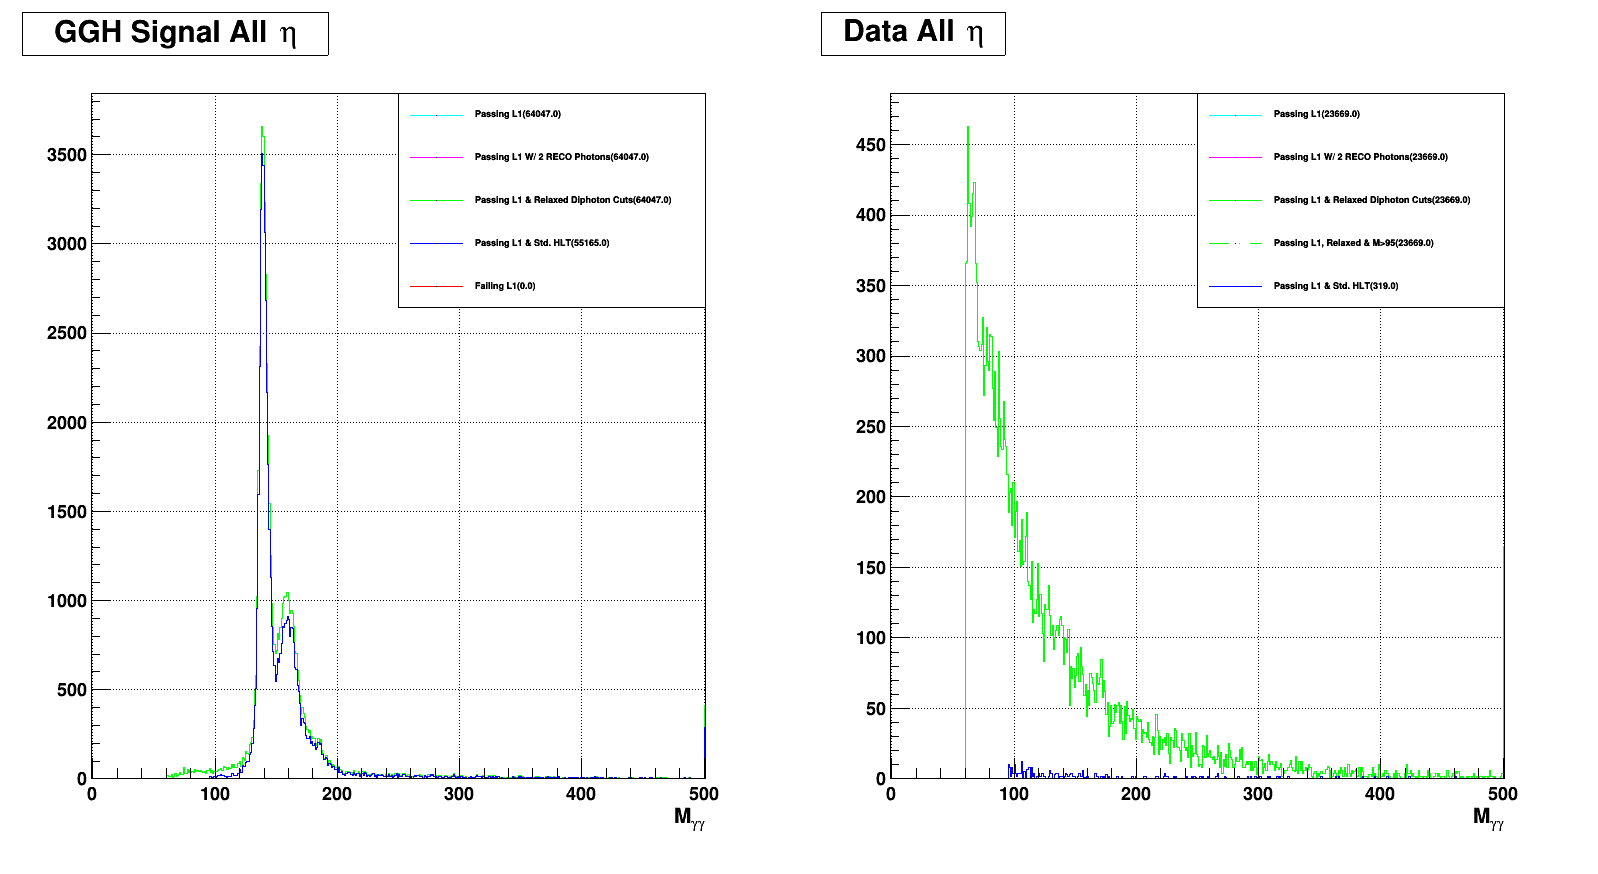 GGH Signal All η
Passing L1(64047.0)
Passing L1 W/ 2 RECO Photons(64047.0)
Passing L1 & Relaxed Diphoton Cuts(64047.0)
Passing L1 & Std. HLT(55165.0)
Failing L1(0.0)
3500
3000
2500
2000
1500
1000
500
0
0 100 200 300 400 500
Mγγ
Data All η
Passing L1(23669.0)
Passing L1 W/ 2 RECO Photons(23669.0)
Passing L1 & Relaxed Diphoton Cuts(23669.0)
Passing L1, Relaxed & M>95(23669.0)
Passing L1 & Std. HLT(319.0)
450
400
350
300
250
200
150
100
50
0
0 100 200 300 400 500
Mγγ